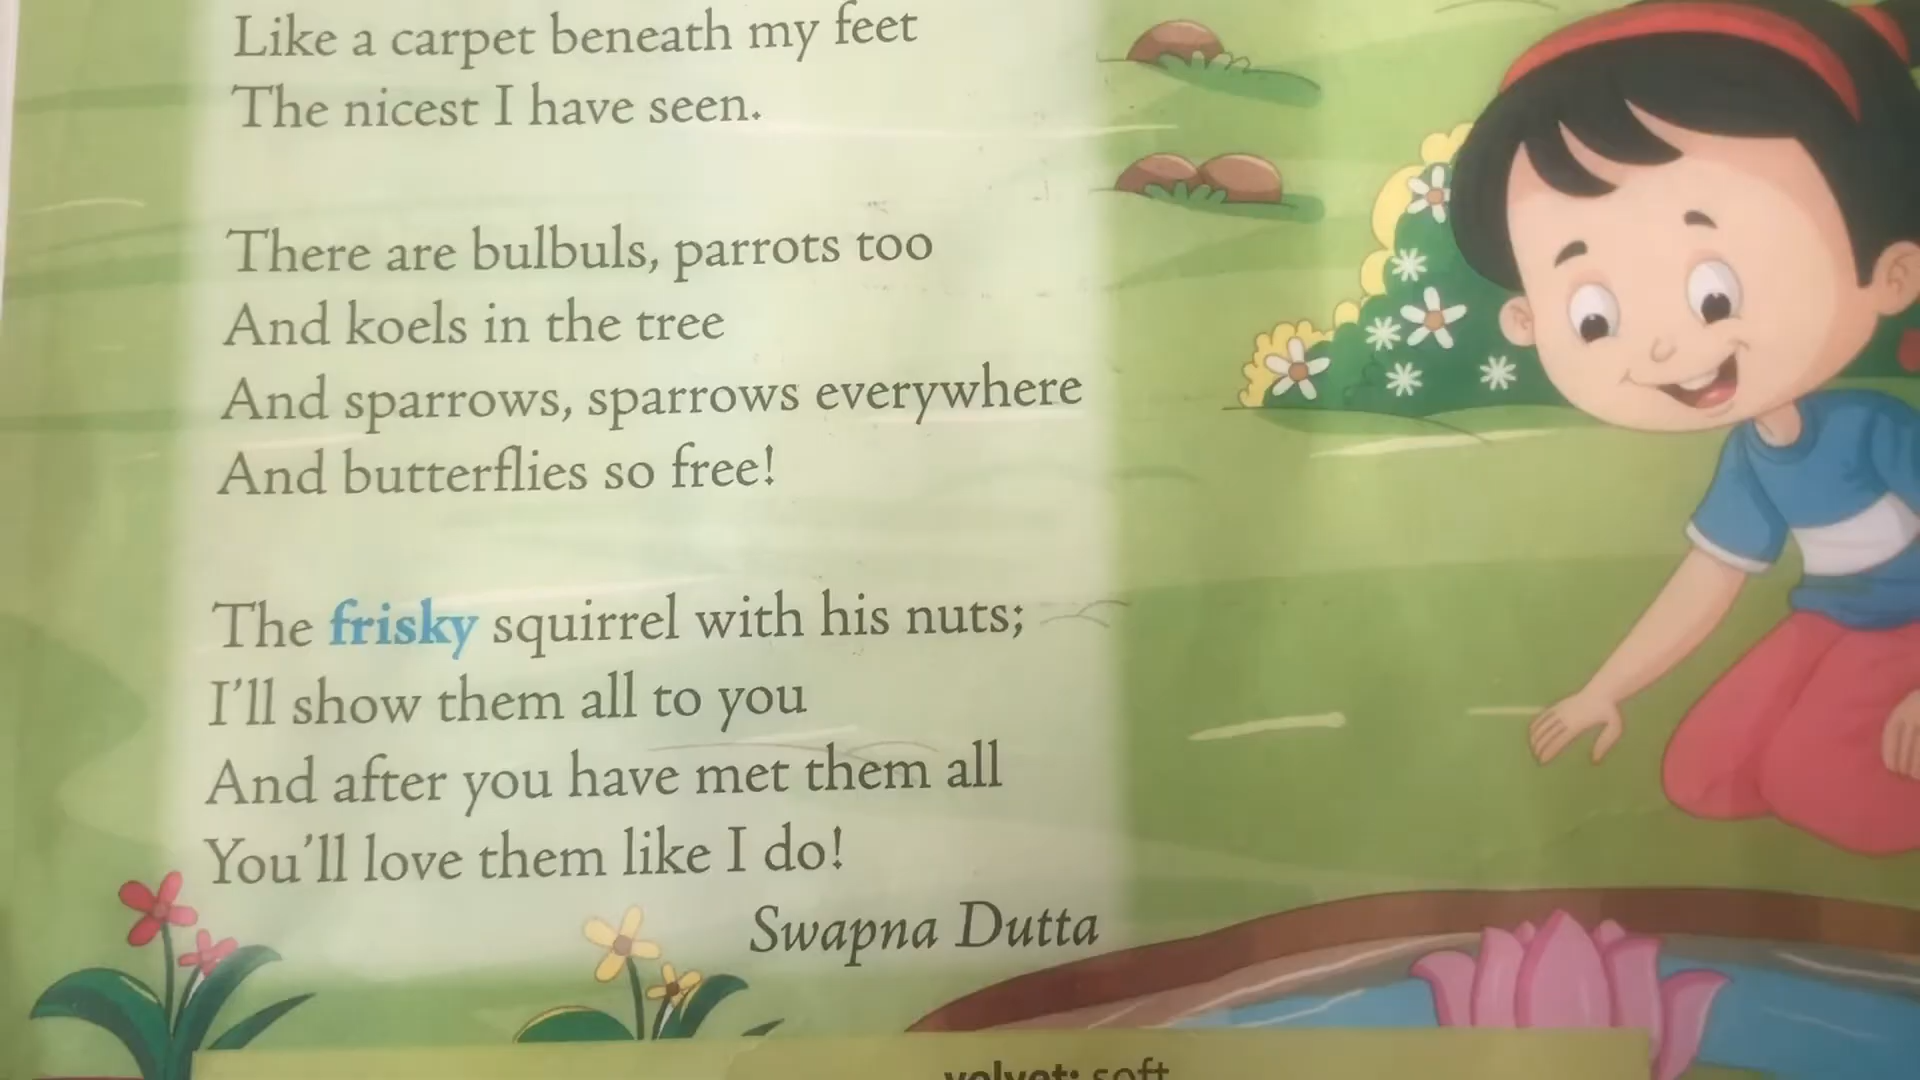 Like a carpet beneath my feet
The nicest I have seen.
There are bulbuls, parrots too
And koels in the tree
And sparrows, sparrows everywhere
And butterflies so free!
The frisky squirrel with his nuts;
I'll show them all to you
And after you have met them all
You'll love them like I do!
Swapna Dutta
velvet: soft